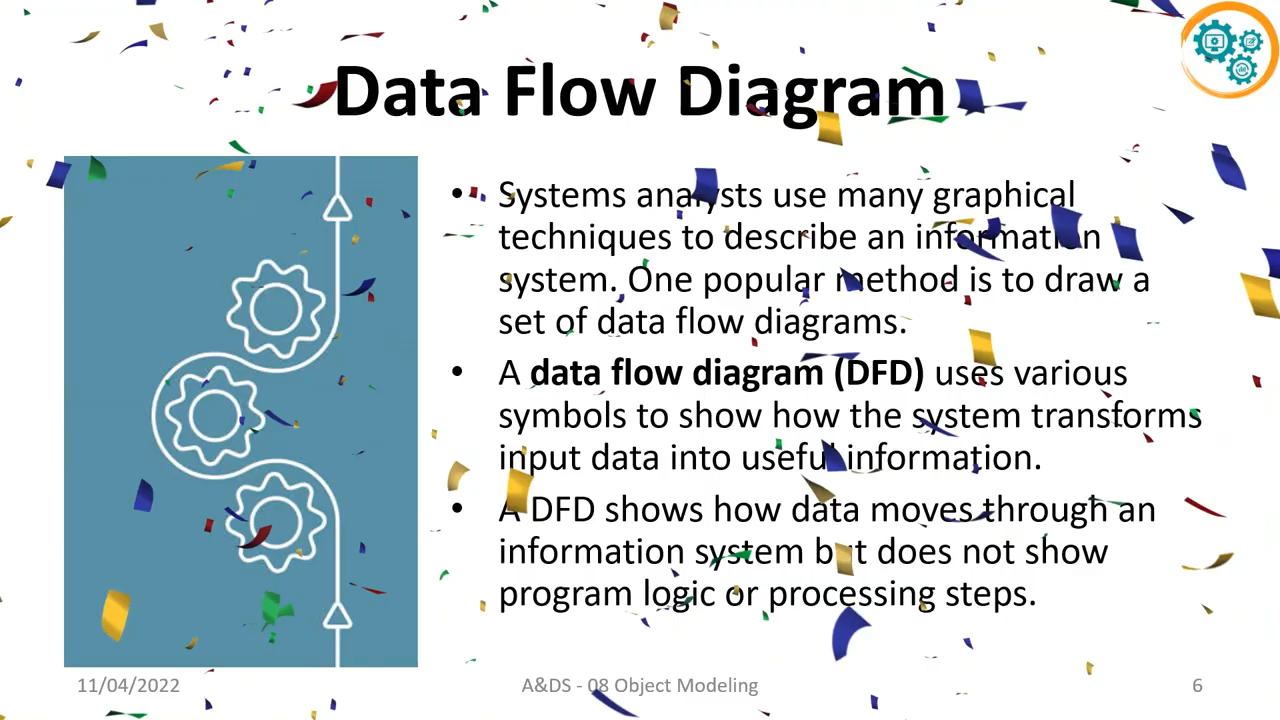 Data Flow Diagram
• Systems analysts use many graphical
techniques to describe an information
system. One popular method is to draw a
set of data flow diagrams.
• A data flow diagram (DFD) uses various
symbols to show how the system transforms
input data into useful information.
• A DFD shows how data moves through an
information system but does not show
program logic or processing steps.
11/04/2022
A&DS - 08 Object Modeling
6